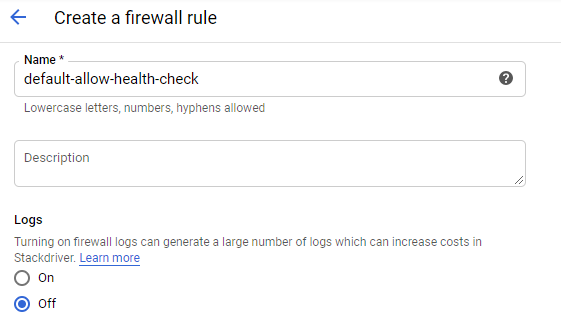 Create a firewall rule
Name *
default-allow-health-check
Lowercase letters, numbers, hyphens allowed
Description
Logs
Turning on firewall logs can generate a large number of logs which can increase costs in
Stackdriver. Learn more
On
Off